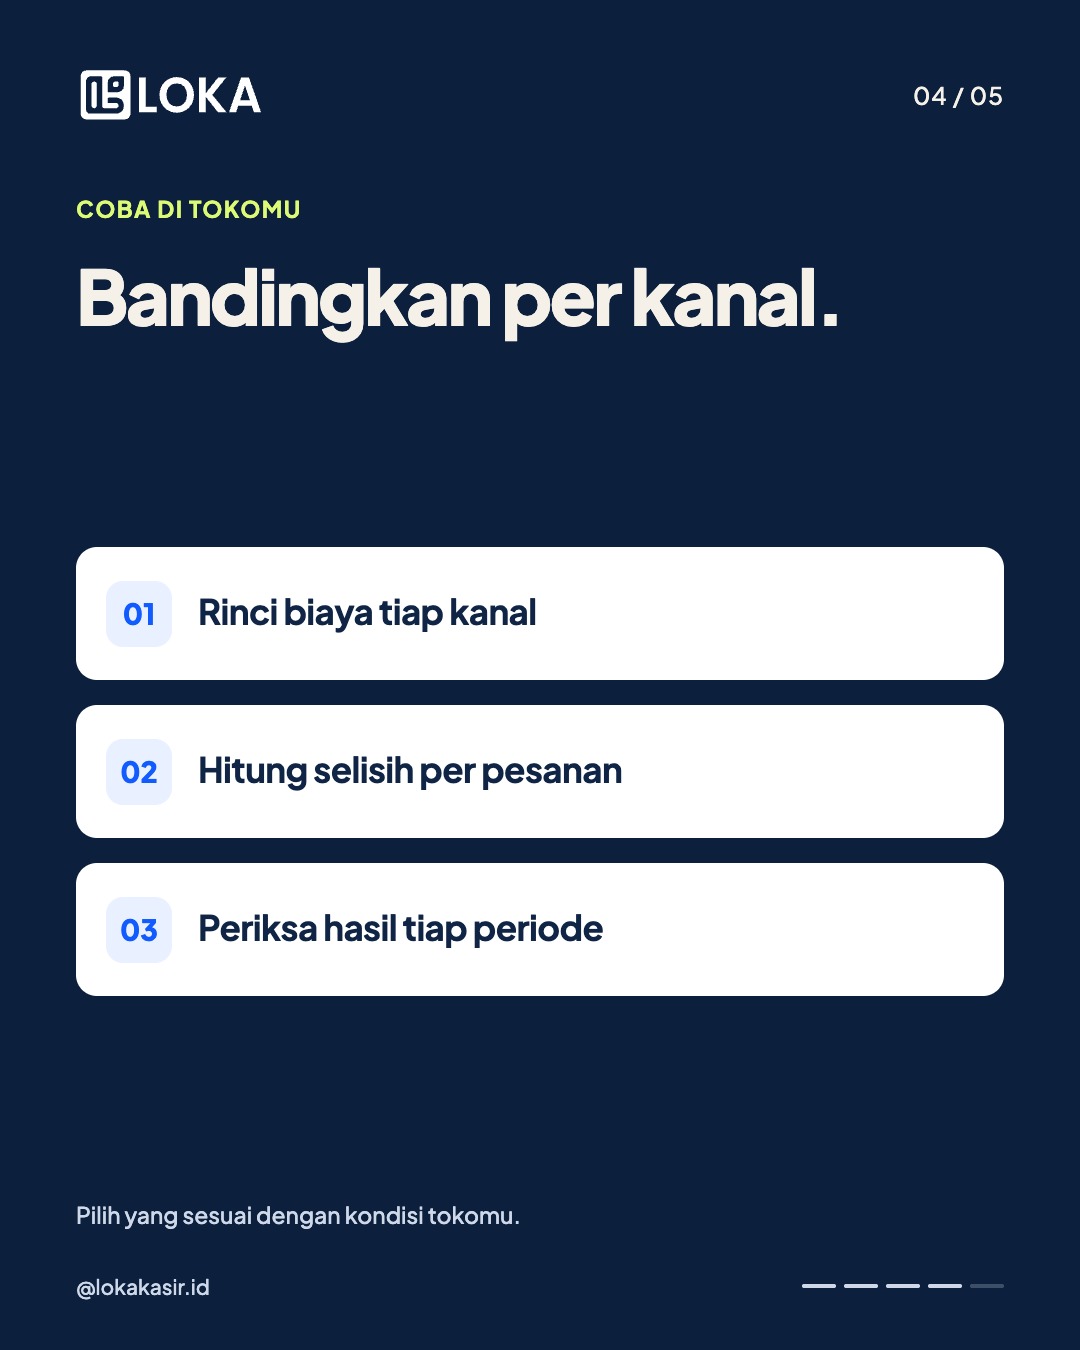 LOKA
04 / 05
COBA DI TOKOMU
Bandingkan per kanal.
01 Rinci biaya tiap kanal
02 Hitung selisih per pesanan
03 Periksa hasil tiap periode
Pilih yang sesuai dengan kondisi tokomu.
@lokakasir.id